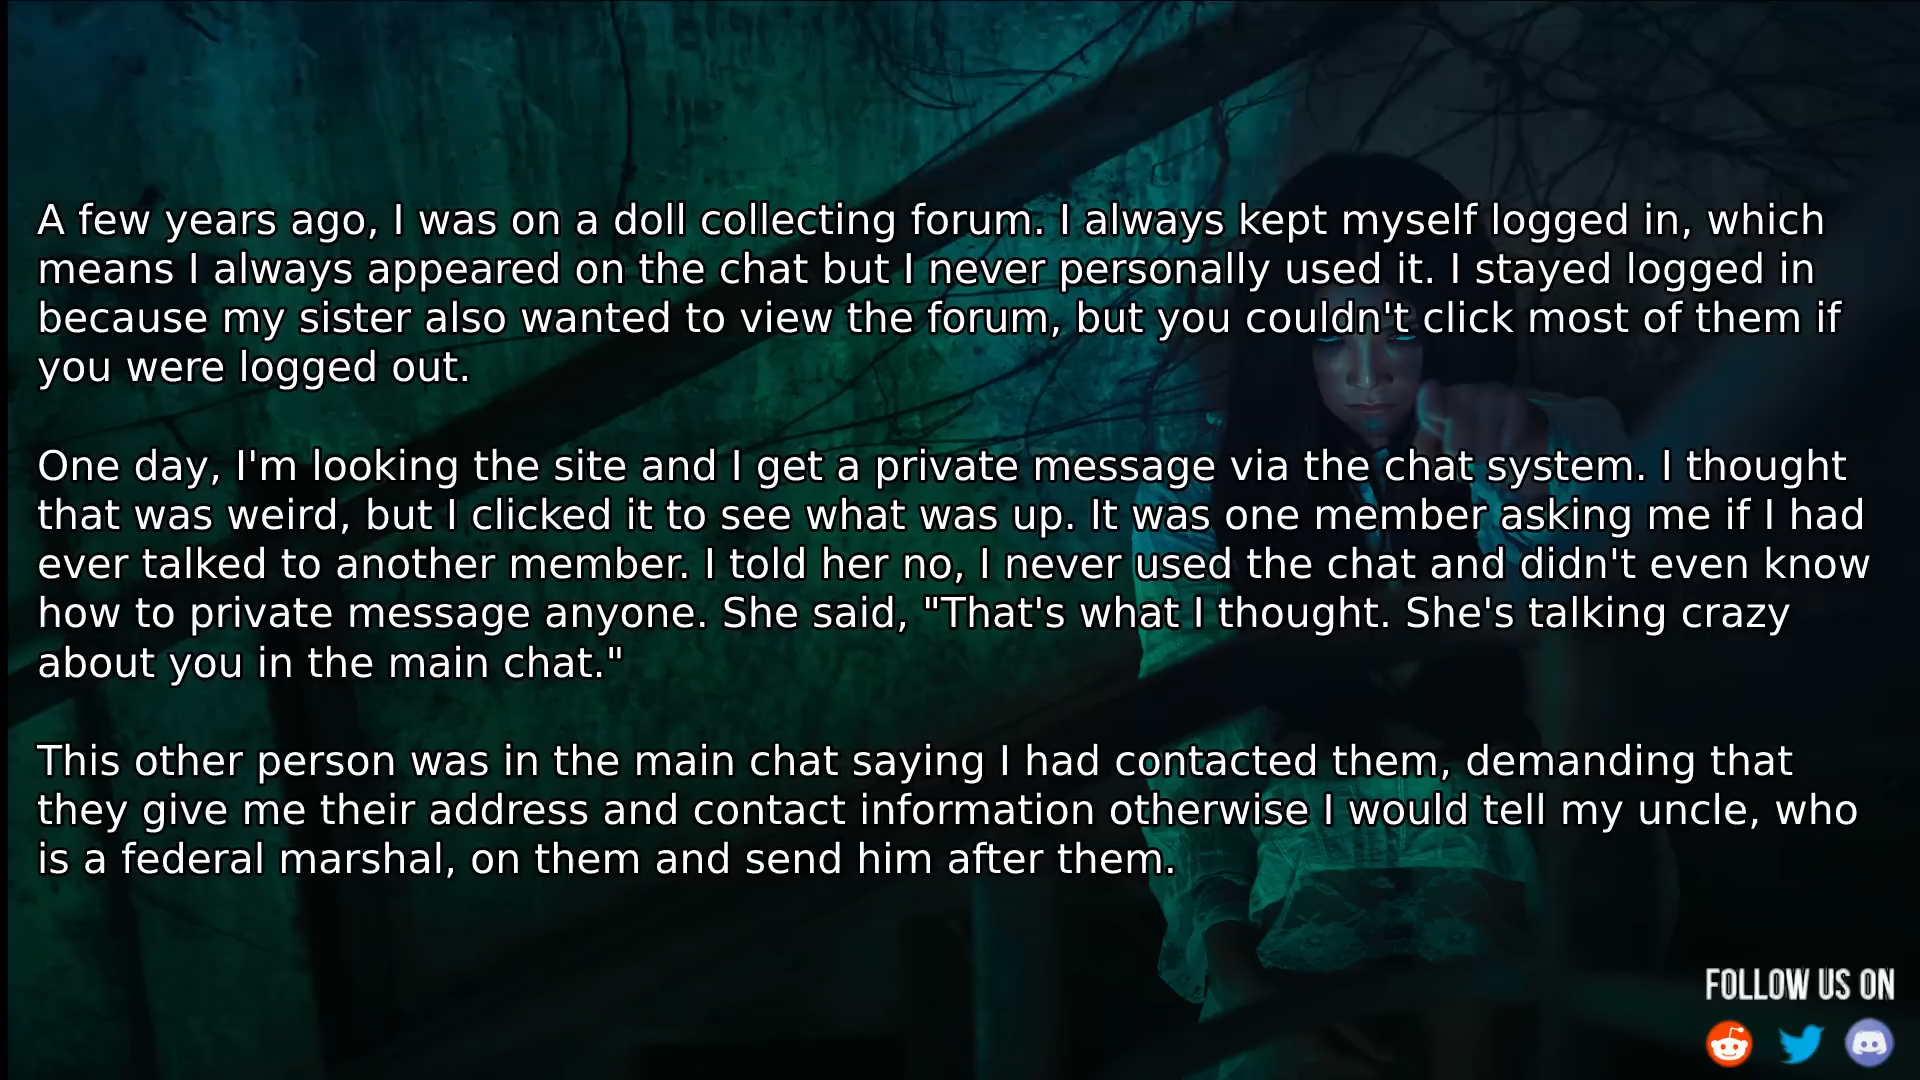 A few years ago, I was on a doll collecting forum. I always kept myself logged in, which
means I always appeared on the chat but I never personally used it. I stayed logged in
because my sister also wanted to view the forum, but you couldn't click most of them if
you were logged out.
One day, I'm looking the site and I get a private message via the chat system. I thought
that was weird, but I clicked it to see what was up. It was one member asking me if I had
ever talked to another member. I told her no, I never used the chat and didn't even know
how to private message anyone. She said, "That's what I thought. She's talking crazy
about you in the main chat."
This other person was in the main chat saying I had contacted them, demanding that
they give me their address and contact information otherwise I would tell my uncle, who
is a federal marshal, on them and send him after them.
FOLLOW US ON